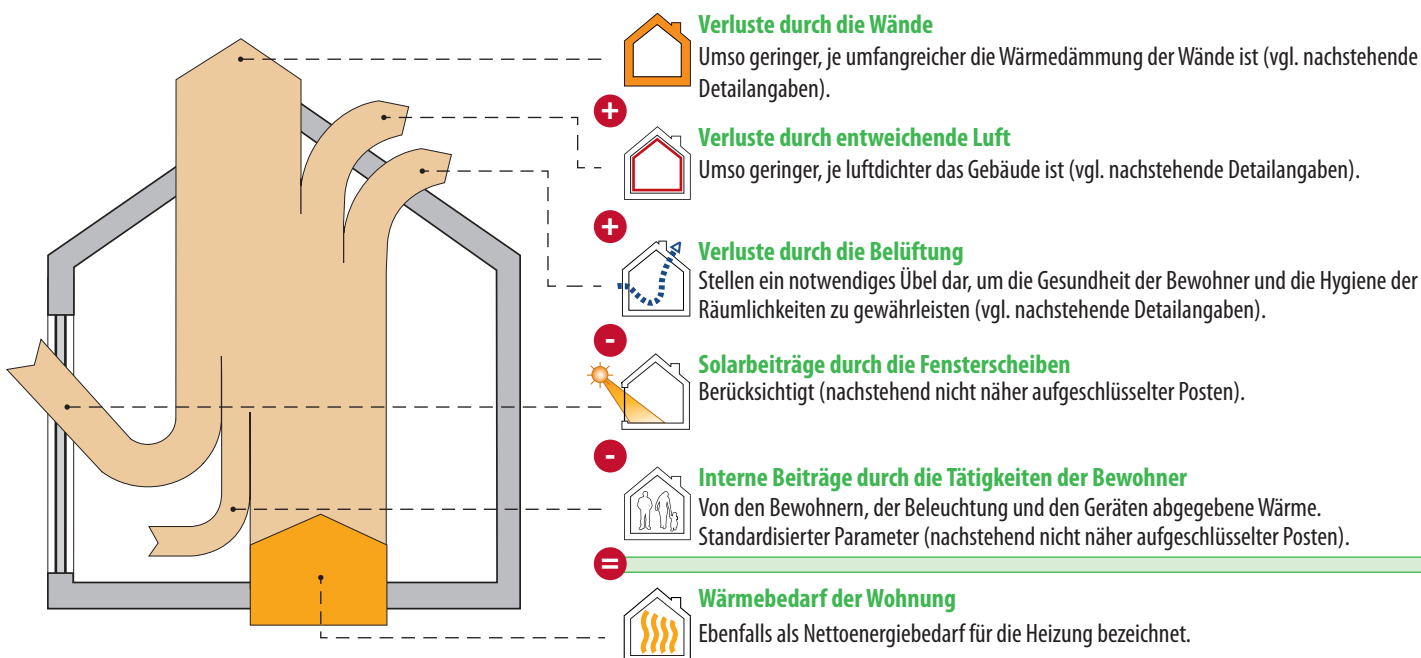 Verluste durch die Wände
Umso geringer, je umfangreicher die Wärmedämmung der Wände ist (vgl. nachstehende
Detailangaben).
+
Verluste durch entweichende Luft
Umso geringer, je luftdichter das Gebäude ist (vgl. nachstehende Detailangaben).
+
Verluste durch die Belüftung
Stellen ein notwendiges Übel dar, um die Gesundheit der Bewohner und die Hygiene der
Räumlichkeiten zu gewährleisten (vgl. nachstehende Detailangaben).
-
Solarbeiträge durch die Fensterscheiben
Berücksichtigt (nachstehend nicht näher aufgeschlüsselter Posten).
-
Interne Beiträge durch die Tätigkeiten der Bewohner
Von den Bewohnern, der Beleuchtung und den Geräten abgegebene Wärme.
Standardisierter Parameter (nachstehend nicht näher aufgeschlüsselter Posten).
=
Wärmebedarf der Wohnung
Ebenfalls als Nettoenergiebedarf für die Heizung bezeichnet.